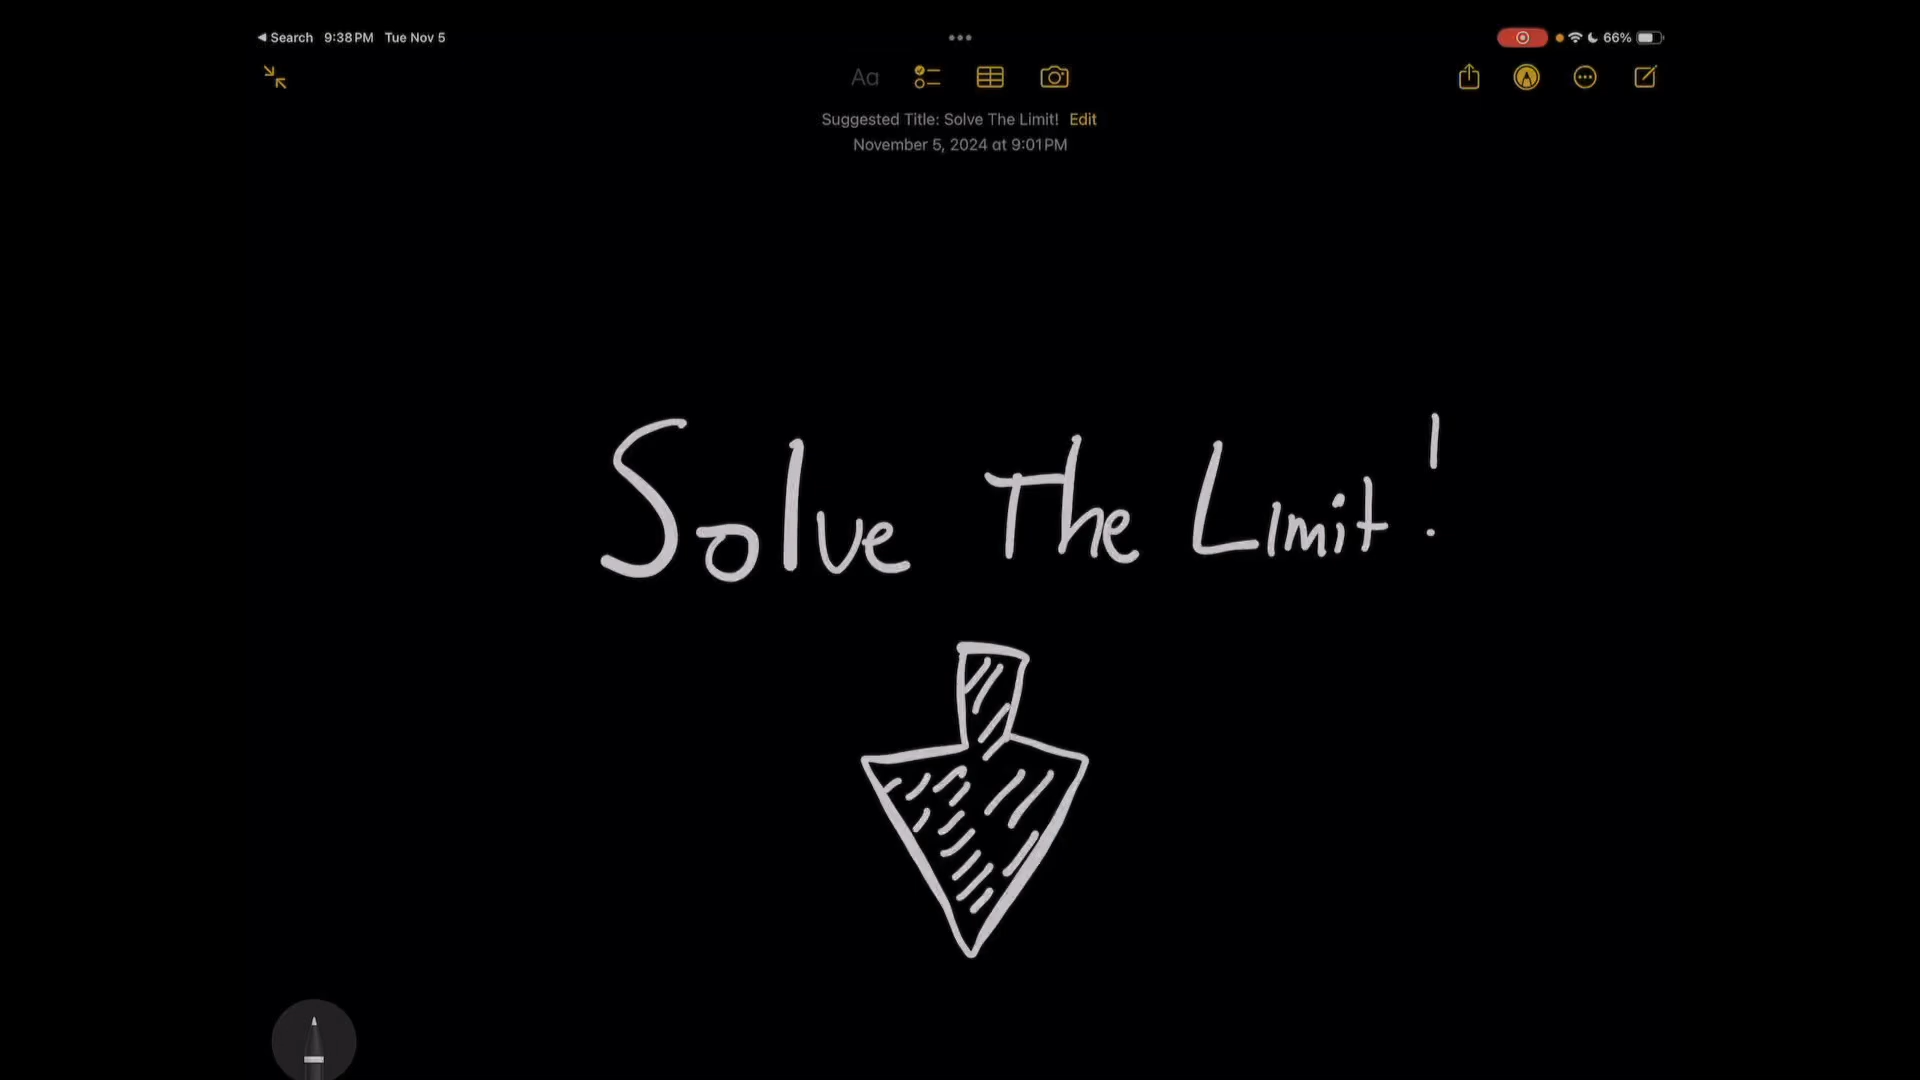 ◀ Search 9:38 PM Tue Nov 5
66%
Aa
Suggested Title: Solve The Limit! Edit
November 5, 2024 at 9:01 PM
Solve The Limit!